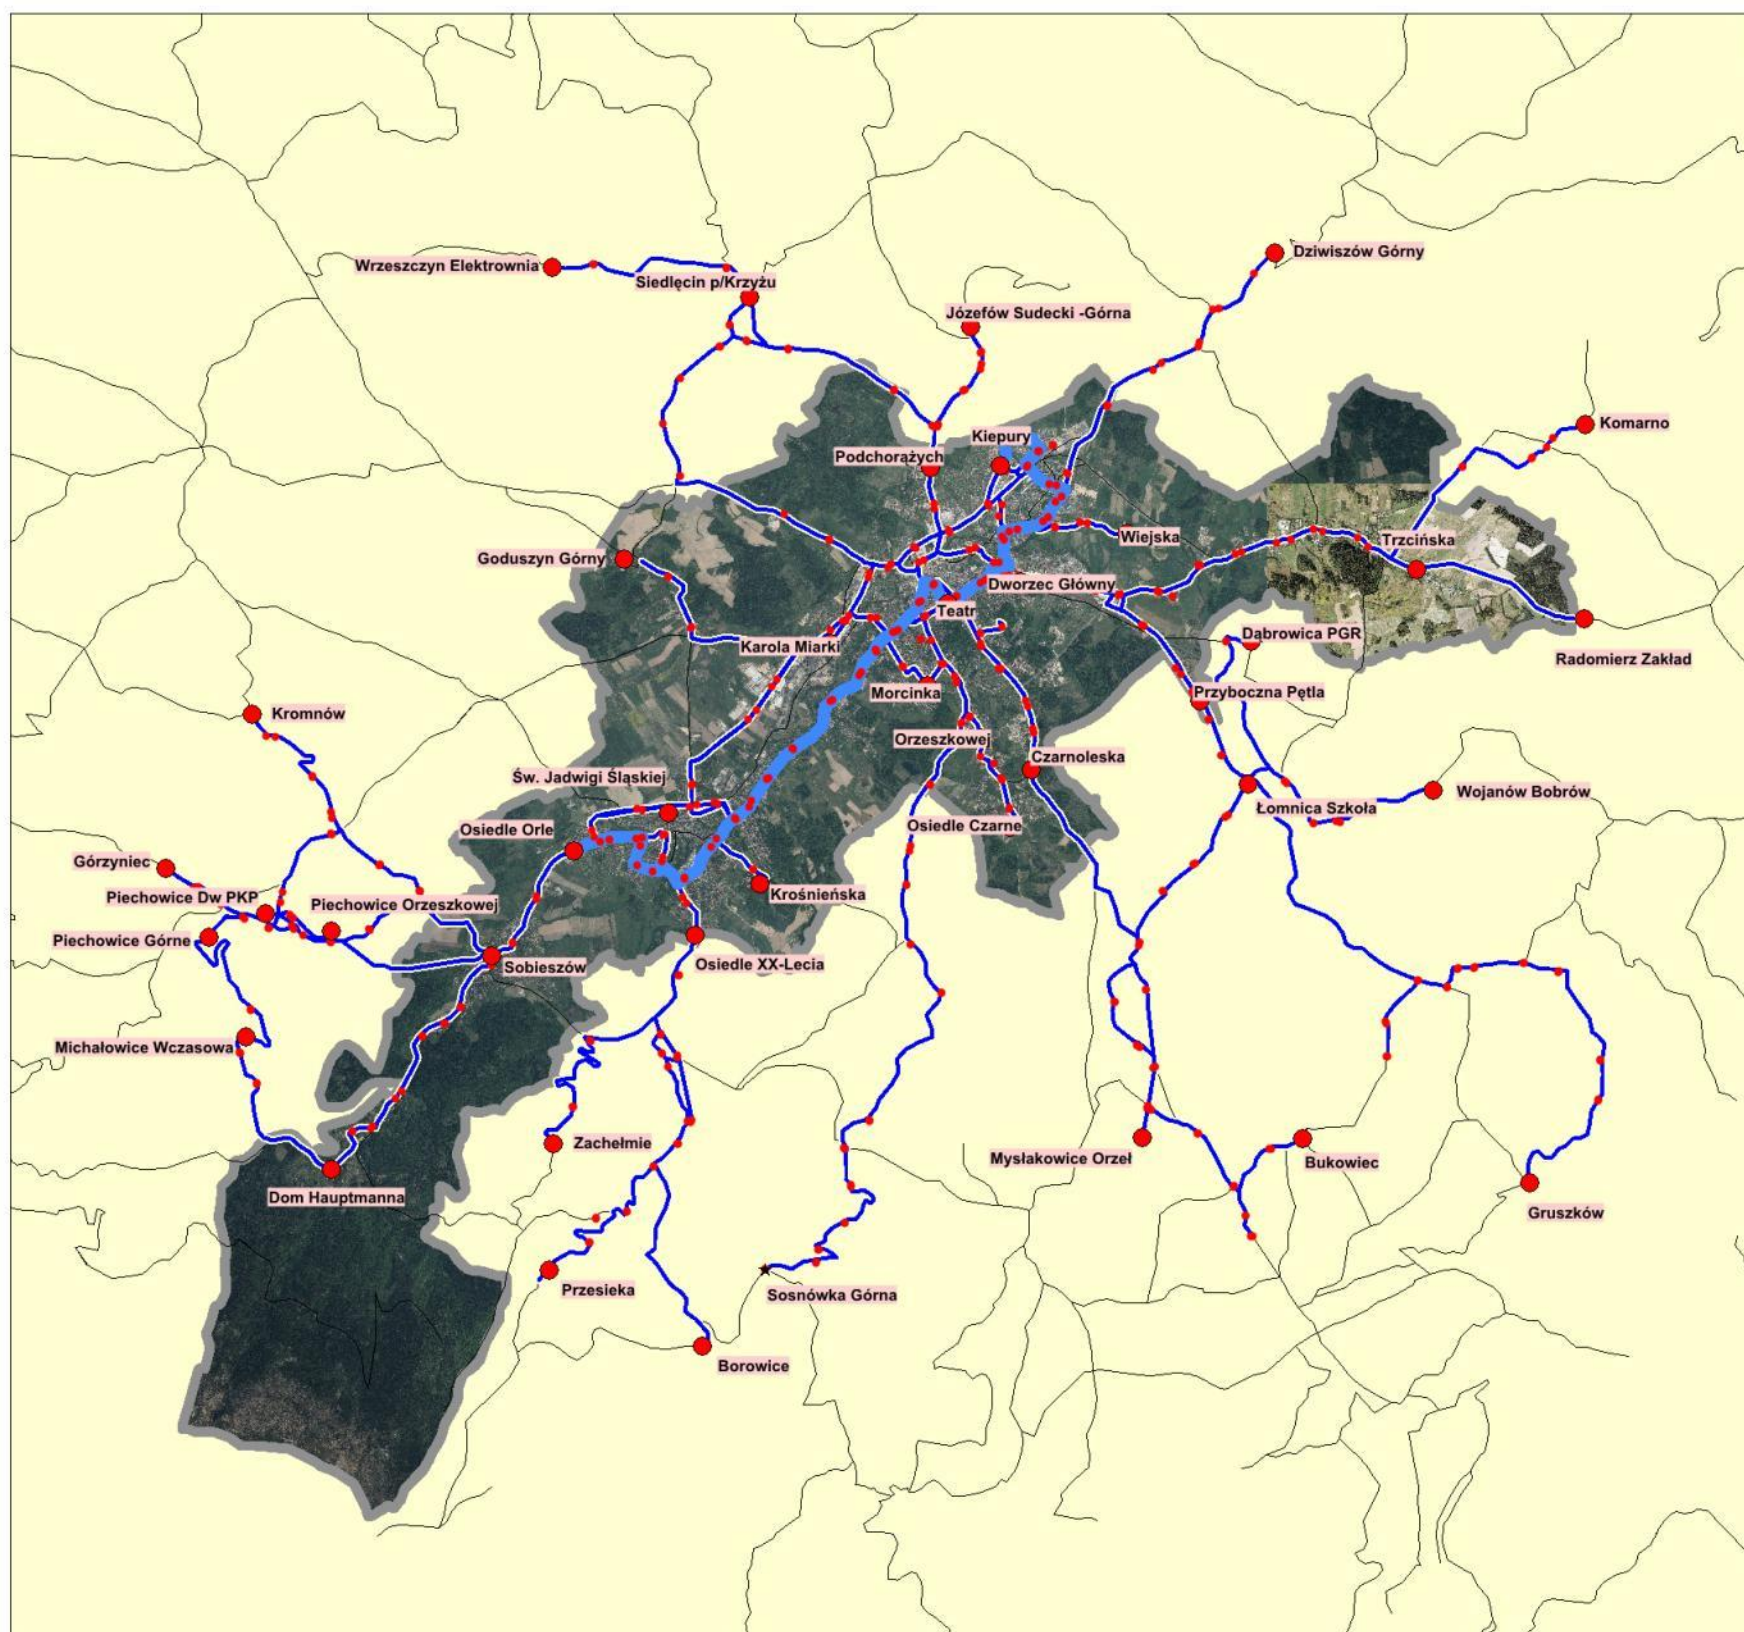 Dziwiszów Górny
Wrzeszczyn Elektrownia
Siedlęcin p/Krzyżu
Józefów Sudecki -Górna
Komarno
Kiepury
Podchorążych
Wiejska
Trzcińska
Goduszyn Górny
Dworzec Główny
Teatr
Dąbrowica PGR
Karola Miarki
Radomierz Zakład
Morcinka
Przyboczna Pętla
Kromnów
Orzeszkowej
Czarnoleska
Św. Jadwigi Śląskiej
Wojanów Bobrów
Łomnica Szkoła
Osiedle Orle
Osiedle Czarne
Górzyniec
Krośnieńska
Piechowice Dw PKP
Piechowice Orzeszkowej
Piechowice Górne
Sobieszów
Osiedle XX-Lecia
Michałowice Wczasowa
Zachełmie
Mysłakowice Orzeł
Bukowiec
Dom Hauptmanna
Gruszków
Przesieka
Sosnówka Górna
Borowice